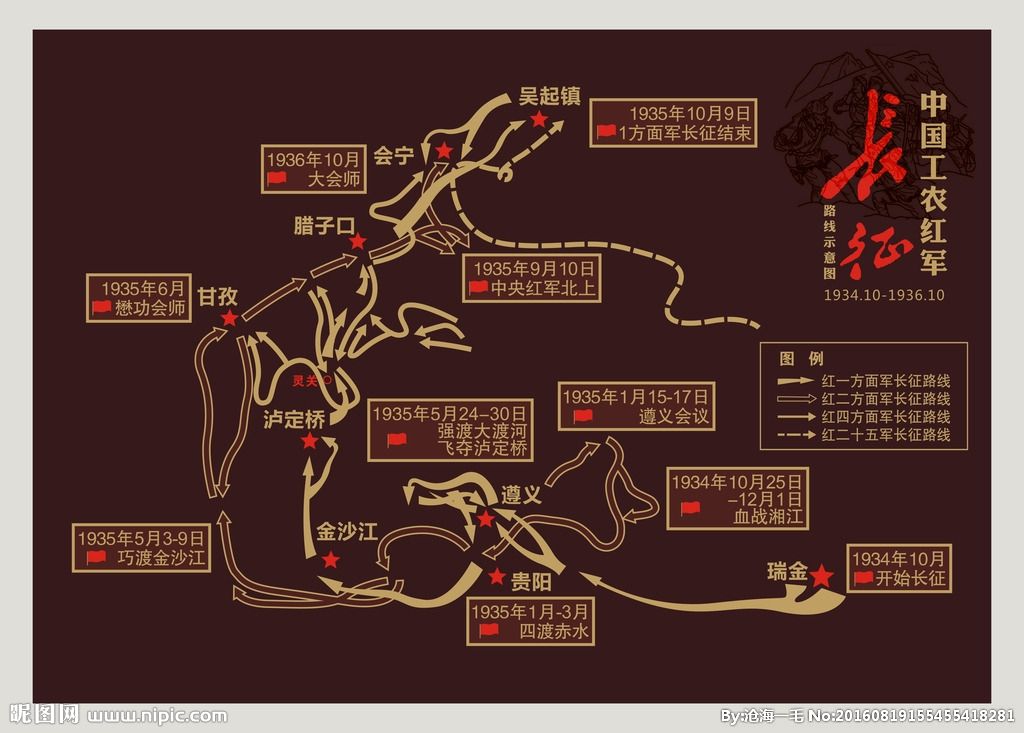 中国工农红军
长征
路线示意图
1934.10-1936.10
吴起镇
1935年10月9日
1方面军长征结束
会宁
1936年10月
大会师
腊子口
1935年9月10日
中央红军北上
1935年6月
懋功会师
甘孜
图 例
红一方面军长征路线
红二方面军长征路线
红四方面军长征路线
红二十五军长征路线
灵关
泸定桥
1935年5月24-30日
强渡大渡河
飞夺泸定桥
1935年1月15-17日
遵义会议
遵义
1934年10月25日
-12月1日
血战湘江
金沙江
1935年5月3-9日
巧渡金沙江
瑞金
1934年10月
开始长征
贵阳
1935年1月-3月
四渡赤水
昵图网 www.nipic.com
By:沧海一毛 No:20160819155455418281